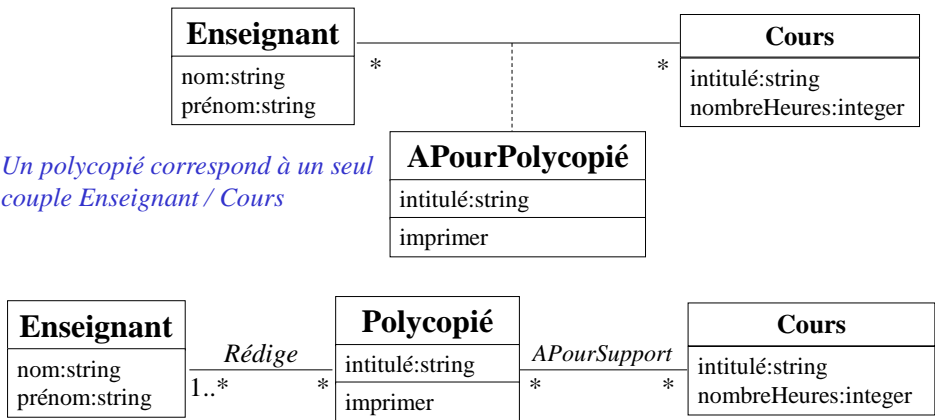 Enseignant
nom:string
prénom:string
*
*
Cours
intitulé:string
nombreHeures:integer
APourPolycopié
intitulé:string
imprimer
Un polycopié correspond à un seul
couple Enseignant / Cours
Enseignant
nom:string
prénom:string
Rédige
1..*
*
Polycopié
intitulé:string
imprimer
APourSupport
*
*
Cours
intitulé:string
nombreHeures:integer